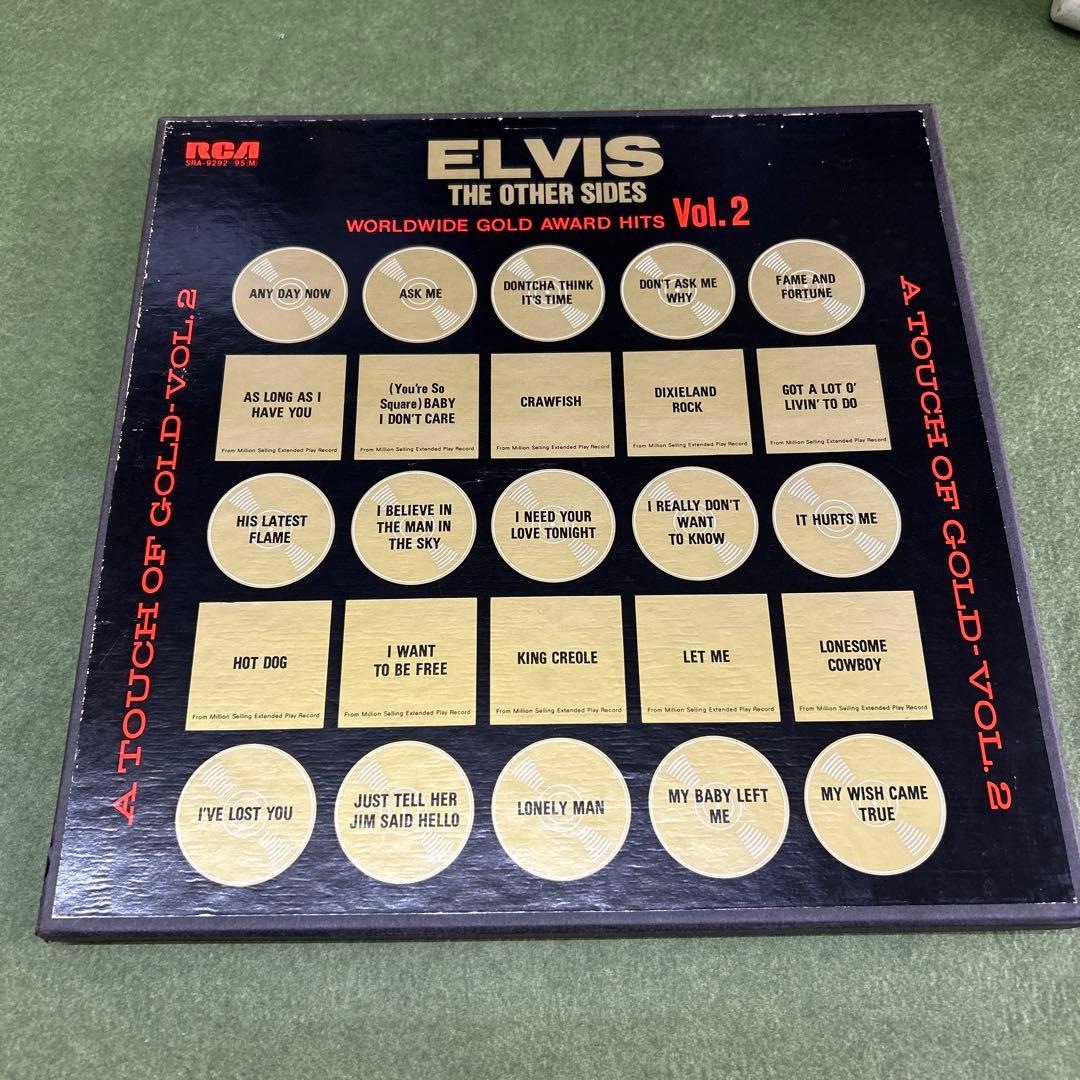 RCA
SRA-9292~95(M)
ELVIS
THE OTHER SIDES
WORLDWIDE GOLD AWARD HITS Vol. 2
A TOUCH OF GOLD-VOL. 2
ANY DAY NOW
ASK ME
DONTCHA THINK
IT'S TIME
DON'T ASK ME
WHY
FAME AND
FORTUNE
AS LONG AS I
HAVE YOU
From Million Selling Extended Play Record
(You're So
Square) BABY
I DON'T CARE
From Million Selling Extended Play Record
CRAWFISH
From Million Selling Extended Play Record
DIXIELAND
ROCK
From Million Selling Extended Play Record
GOT A LOT O'
LIVIN' TO DO
From Million Selling Extended Play Record
HIS LATEST
FLAME
I BELIEVE IN
THE MAN IN
THE SKY
I NEED YOUR
LOVE TONIGHT
I REALLY DON'T
WANT
TO KNOW
IT HURTS ME
HOT DOG
From Million Selling Extended Play Record
I WANT
TO BE FREE
From Million Selling Extended Play Record
KING CREOLE
From Million Selling Extended Play Record
LET ME
From Million Selling Extended Play Record
LONESOME
COWBOY
From Million Selling Extended Play Record
I'VE LOST YOU
JUST TELL HER
JIM SAID HELLO
LONELY MAN
MY BABY LEFT
ME
MY WISH CAME
TRUE
A TOUCH OF GOLD-VOL. 2